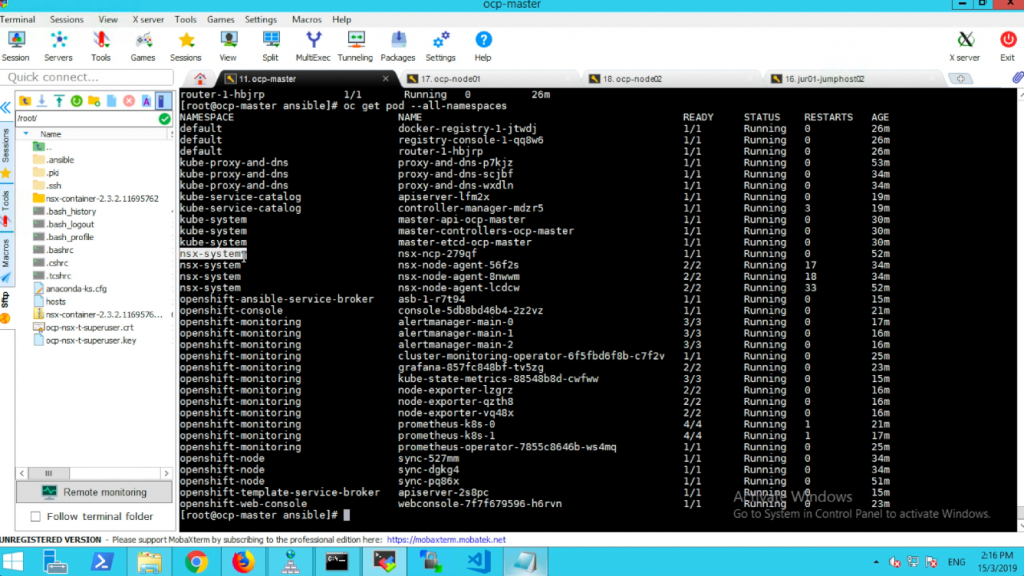 ocp-master
Terminal Sessions View X server Tools Games Settings Macros Help
Session Servers Tools Games Sessions View Split MultiExec Tunneling Packages Settings Help X server Exit
Quick connect...
11. ocp-master
17. ocp-node01
18. ocp-node02
16. jur01-jumphost02
/root/
Name
..
.ansible
.pki
.ssh
nsx-container-2.3.2.11695762
.bash_history
.bash_logout
.bash_profile
.bashrc
.cshrc
.tcshrc
anaconda-ks.cfg
hosts
nsx-container-2.3.2.1169576...
ocp-nsx-t-superuser.crt
ocp-nsx-t-superuser.key
Sessions
Tools
Macros
Sftp
Remote monitoring
Follow terminal folder
router-1-hbjrp 1/1 Running 0 26m
[root@ocp-master ansible]# oc get pod --all-namespaces
NAMESPACE NAME READY STATUS RESTARTS AGE
default docker-registry-1-jtwdj 1/1 Running 0 26m
default registry-console-1-qq8w6 1/1 Running 0 26m
default router-1-hbjrp 1/1 Running 0 26m
kube-proxy-and-dns proxy-and-dns-p7kjz 1/1 Running 0 53m
kube-proxy-and-dns proxy-and-dns-scjbf 1/1 Running 0 34m
kube-proxy-and-dns proxy-and-dns-wxdln 1/1 Running 0 34m
kube-service-catalog apiserver-lfm2x 1/1 Running 0 19m
kube-service-catalog controller-manager-mdzr5 1/1 Running 3 19m
kube-system master-api-ocp-master 1/1 Running 0 30m
kube-system master-controllers-ocp-master 1/1 Running 0 30m
kube-system master-etcd-ocp-master 1/1 Running 0 30m
nsx-system nsx-ncp-279qf 1/1 Running 0 52m
nsx-system nsx-node-agent-56f2s 2/2 Running 17 34m
nsx-system nsx-node-agent-8nwwm 2/2 Running 18 34m
nsx-system nsx-node-agent-lcdcw 2/2 Running 33 52m
openshift-ansible-service-broker asb-1-r7t94 1/1 Running 0 15m
openshift-console console-5db8bd46b4-2z2vz 1/1 Running 0 21m
openshift-monitoring alertmanager-main-0 3/3 Running 0 17m
openshift-monitoring alertmanager-main-1 3/3 Running 0 16m
openshift-monitoring alertmanager-main-2 3/3 Running 0 16m
openshift-monitoring cluster-monitoring-operator-6f5fbd6f8b-c7f2v 1/1 Running 0 25m
openshift-monitoring grafana-857fc848bf-tv5zg 2/2 Running 0 23m
openshift-monitoring kube-state-metrics-88548b8d-cwfww 3/3 Running 0 15m
openshift-monitoring node-exporter-lzgrz 2/2 Running 0 16m
openshift-monitoring node-exporter-qzth8 2/2 Running 0 16m
openshift-monitoring node-exporter-vq48x 2/2 Running 0 16m
openshift-monitoring prometheus-k8s-0 4/4 Running 1 21m
openshift-monitoring prometheus-k8s-1 4/4 Running 1 17m
openshift-monitoring prometheus-operator-7855c8646b-ws4mq 1/1 Running 0 25m
openshift-node sync-527mm 1/1 Running 0 34m
openshift-node sync-dgkg4 1/1 Running 0 34m
openshift-node sync-pq86x 1/1 Running 0 51m
openshift-template-service-broker apiserver-2s8pc 1/1 Running 0 15m
openshift-web-console webconsole-7f7f679596-h6rvn 1/1 Running 0 23m
[root@ocp-master ansible]#
Activate Windows
Go to System in Control Panel to activate Windows.
UNREGISTERED VERSION - Please support MobaXterm by subscribing to the professional edition here: https://mobaxterm.mobatek.net
ENG
2:16 PM
15/3/2019